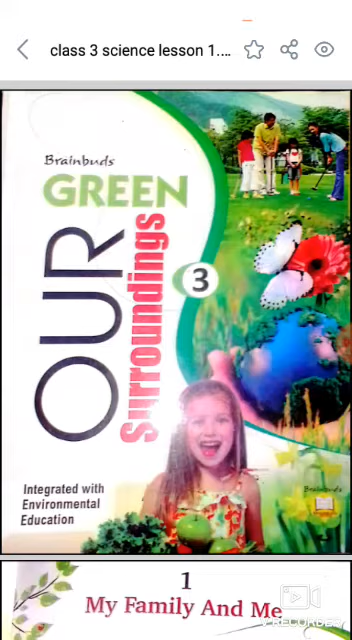 class 3 science lesson 1....
Brainbuds
GREEN
OUR
Surroundings
3
Integrated with
Environmental
Education
Brainbuds
1
My Family And Me
RECORDER